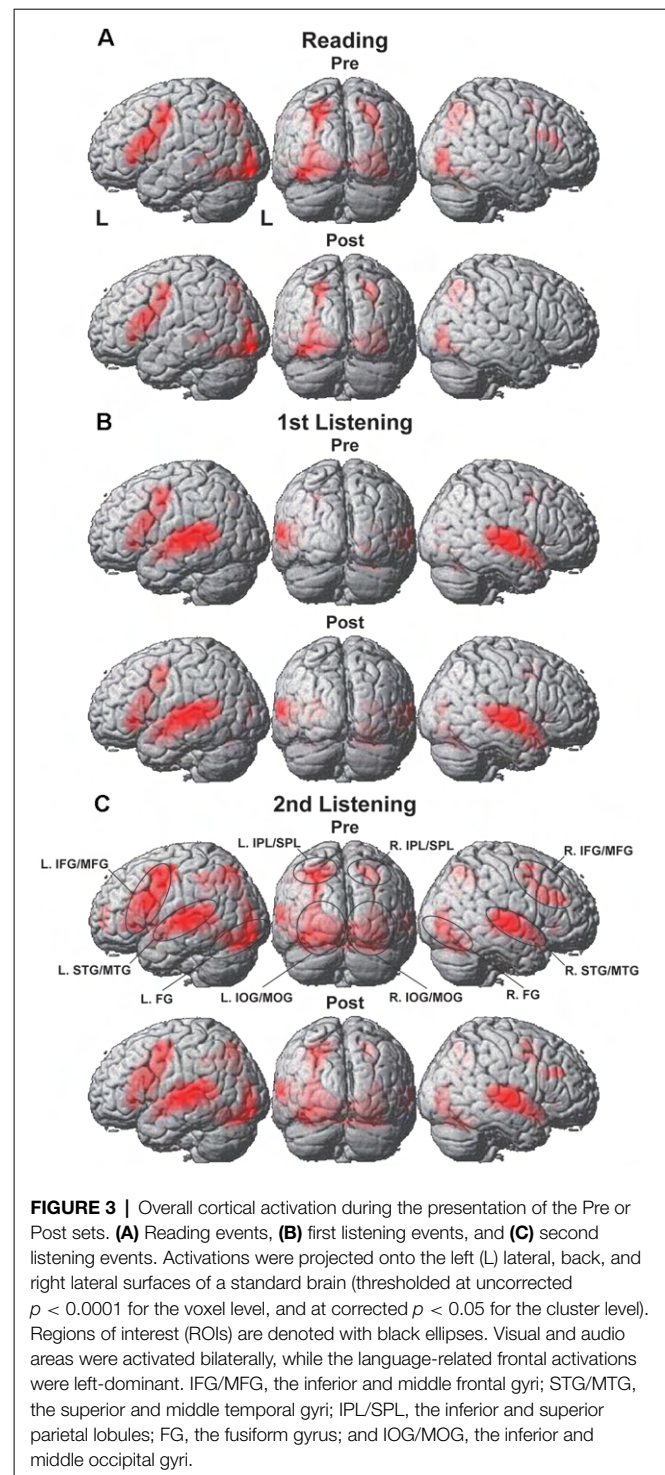 A
Reading
Pre
L
L
Post
B
1st Listening
Pre
Post
C
2nd Listening
Pre
L. IPL/SPL
R. IPL/SPL
L. IFG/MFG
R. IFG/MFG
L. STG/MTG
R. STG/MTG
L. FG
L. IOG/MOG
R. IOG/MOG
R. FG
Post
FIGURE 3 | Overall cortical activation during the presentation of the Pre or
Post sets. (A) Reading events, (B) first listening events, and (C) second
listening events. Activations were projected onto the left (L) lateral, back, and
right lateral surfaces of a standard brain (thresholded at uncorrected
p < 0.0001 for the voxel level, and at corrected p < 0.05 for the cluster level).
Regions of interest (ROIs) are denoted with black ellipses. Visual and audio
areas were activated bilaterally, while the language-related frontal activations
were left-dominant. IFG/MFG, the inferior and middle frontal gyri; STG/MTG,
the superior and middle temporal gyri; IPL/SPL, the inferior and superior
parietal lobules; FG, the fusiform gyrus; and IOG/MOG, the inferior and
middle occipital gyri.